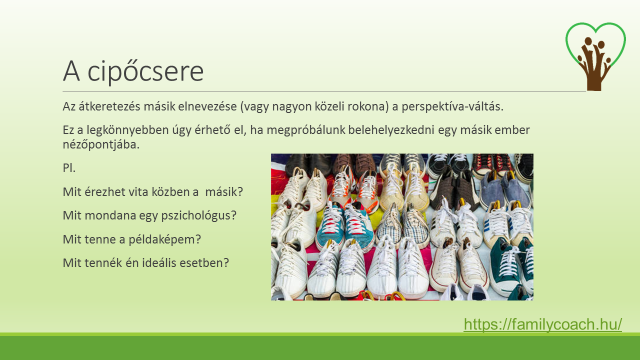 A cipőcsere
Az átkeretezés másik elnevezése (vagy nagyon közeli rokona) a perspektíva-váltás.
Ez a legkönnyebben úgy érhető el, ha megpróbálunk belehelyezkedni egy másik ember
nézőpontjába.
Pl.
Mit érezhet vita közben a  másik?
Mit mondana egy pszichológus?
Mit tenne a példaképem?
Mit tennék én ideális esetben?
https://familycoach.hu/